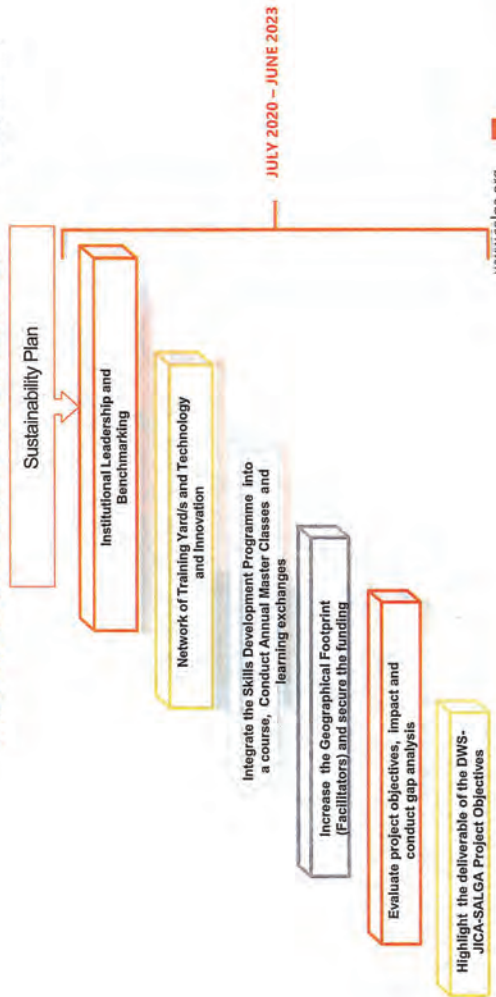 Sustainability Plan
Institutional Leadership and
Benchmarking
Network of Training Yard/s and Technology
and Innovation
Integrate the Skills Development Programme into
a course, Conduct Annual Master Classes and
learning exchanges
Increase the Geographical Footprint
(Facilitators) and secure the funding
Evaluate project objectives, impact and
conduct gap analysis
Highlight the deliverable of the DWS-
JICA-SALGA Project Objectives
JULY 2020 – JUNE 2023